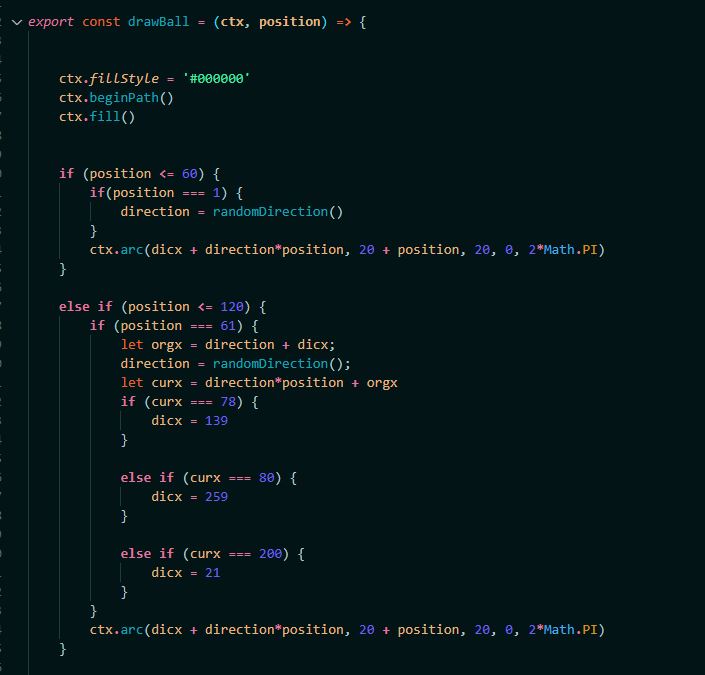 export const drawBall = (ctx, position) => {
ctx.fillStyle = '#000000'
ctx.beginPath()
ctx.fill()
if (position <= 60) {
if(position === 1) {
direction = randomDirection()
}
ctx.arc(dicx + direction*position, 20 + position, 20, 0, 2*Math.PI)
}
else if (position <= 120) {
if (position === 61) {
let orgx = direction + dicx;
direction = randomDirection();
let curx = direction*position + orgx
if (curx === 78) {
dicx = 139
}
else if (curx === 80) {
dicx = 259
}
else if (curx === 200) {
dicx = 21
}
}
ctx.arc(dicx + direction*position, 20 + position, 20, 0, 2*Math.PI)
}